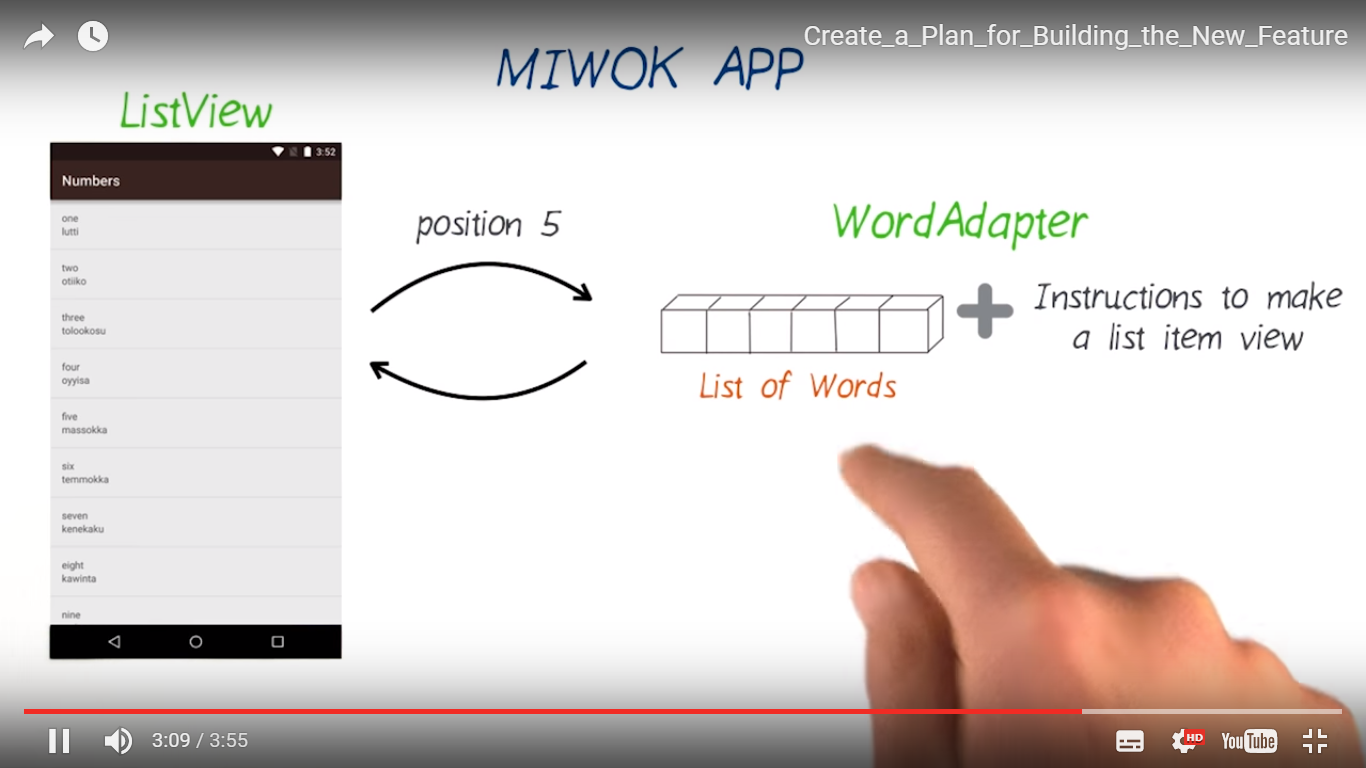 Create_a_Plan_for_Building_the_New_Feature
MIWOK APP
ListView
3:52
Numbers
one
lutti
two
otiiko
three
tolookosu
four
oyyisa
five
massokka
six
temmokka
seven
kenekaku
eight
kawinta
nine
position 5
WordAdapter
Instructions to make
a list item view
List of Words
3:09 / 3:55
HD
YouTube